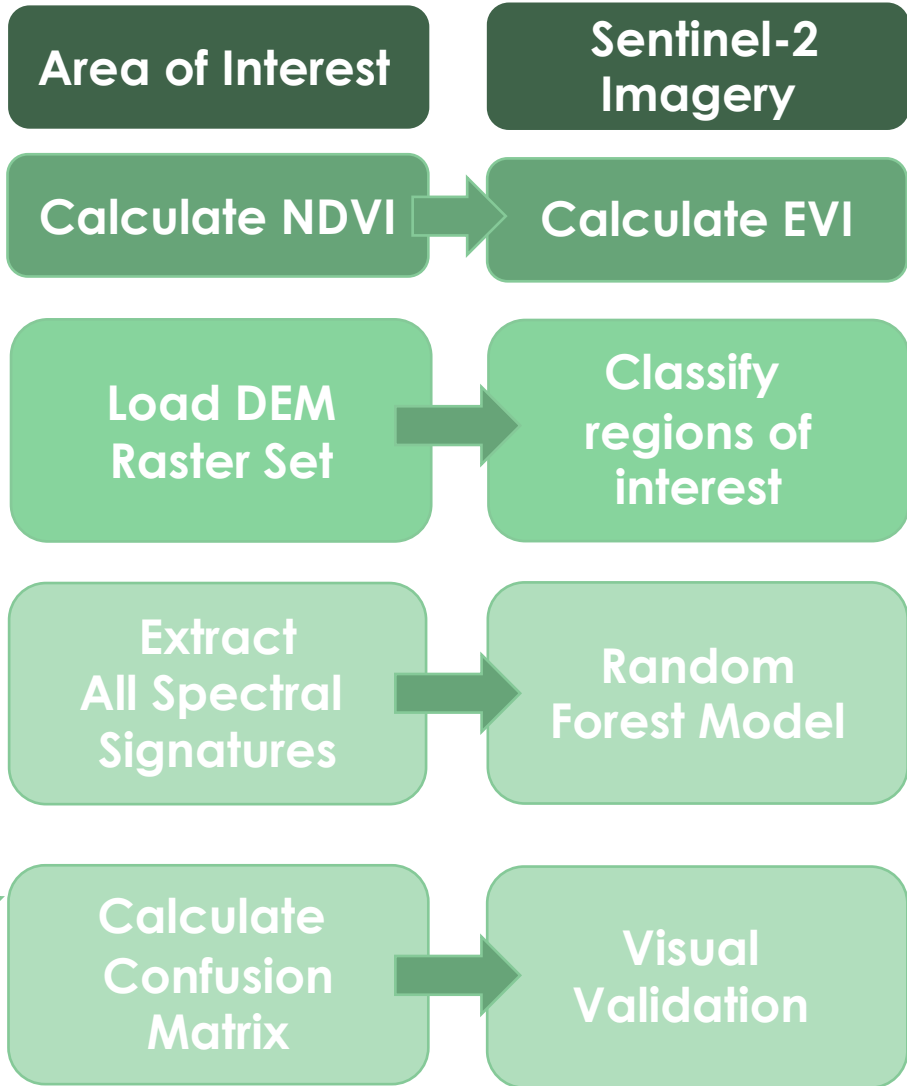 Area of Interest
Sentinel-2
Imagery
Calculate NDVI
Calculate EVI
Load DEM
Raster Set
Classify
regions of
interest
Extract
All Spectral
Signatures
Random
Forest Model
Calculate
Confusion
Matrix
Visual
Validation